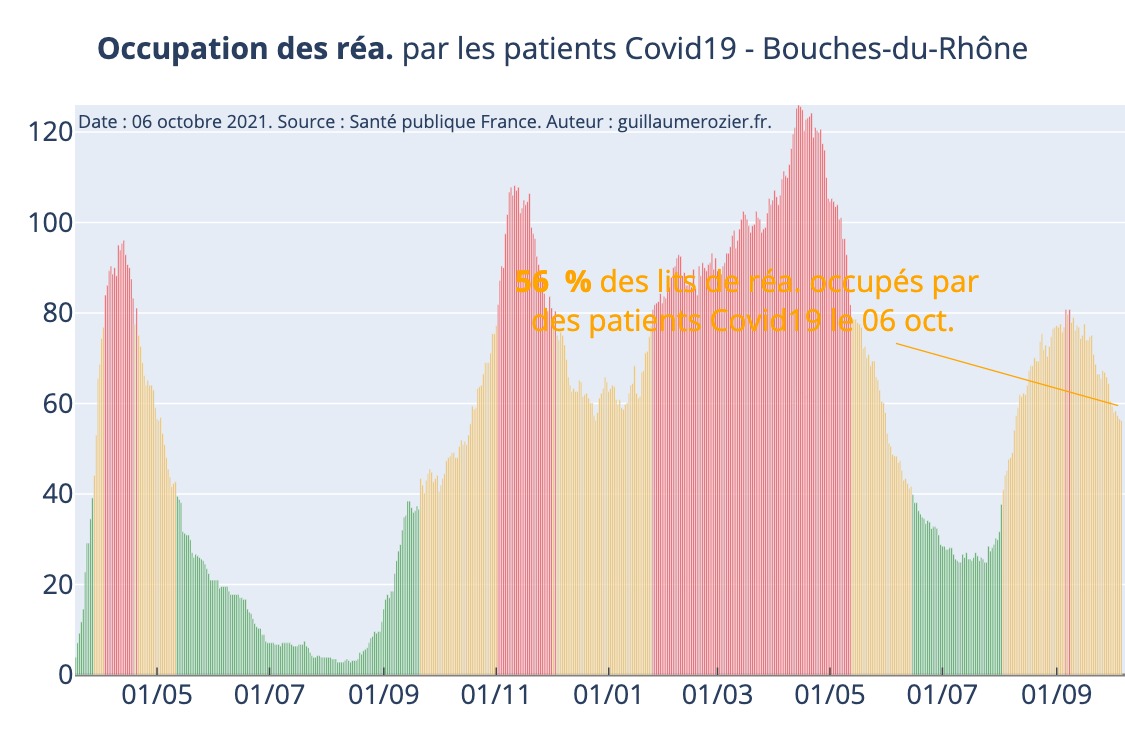 Occupation des réa. par les patients Covid19 - Bouches-du-Rhône
Date : 06 octobre 2021. Source : Santé publique France. Auteur : guillaumerozier.fr.
120
100
56 % des lits de réa. occupés par
des patients Covid19 le 06 oct.
80
60
40
20
0
01/05 01/07 01/09 01/11 01/01 01/03 01/05 01/07 01/09